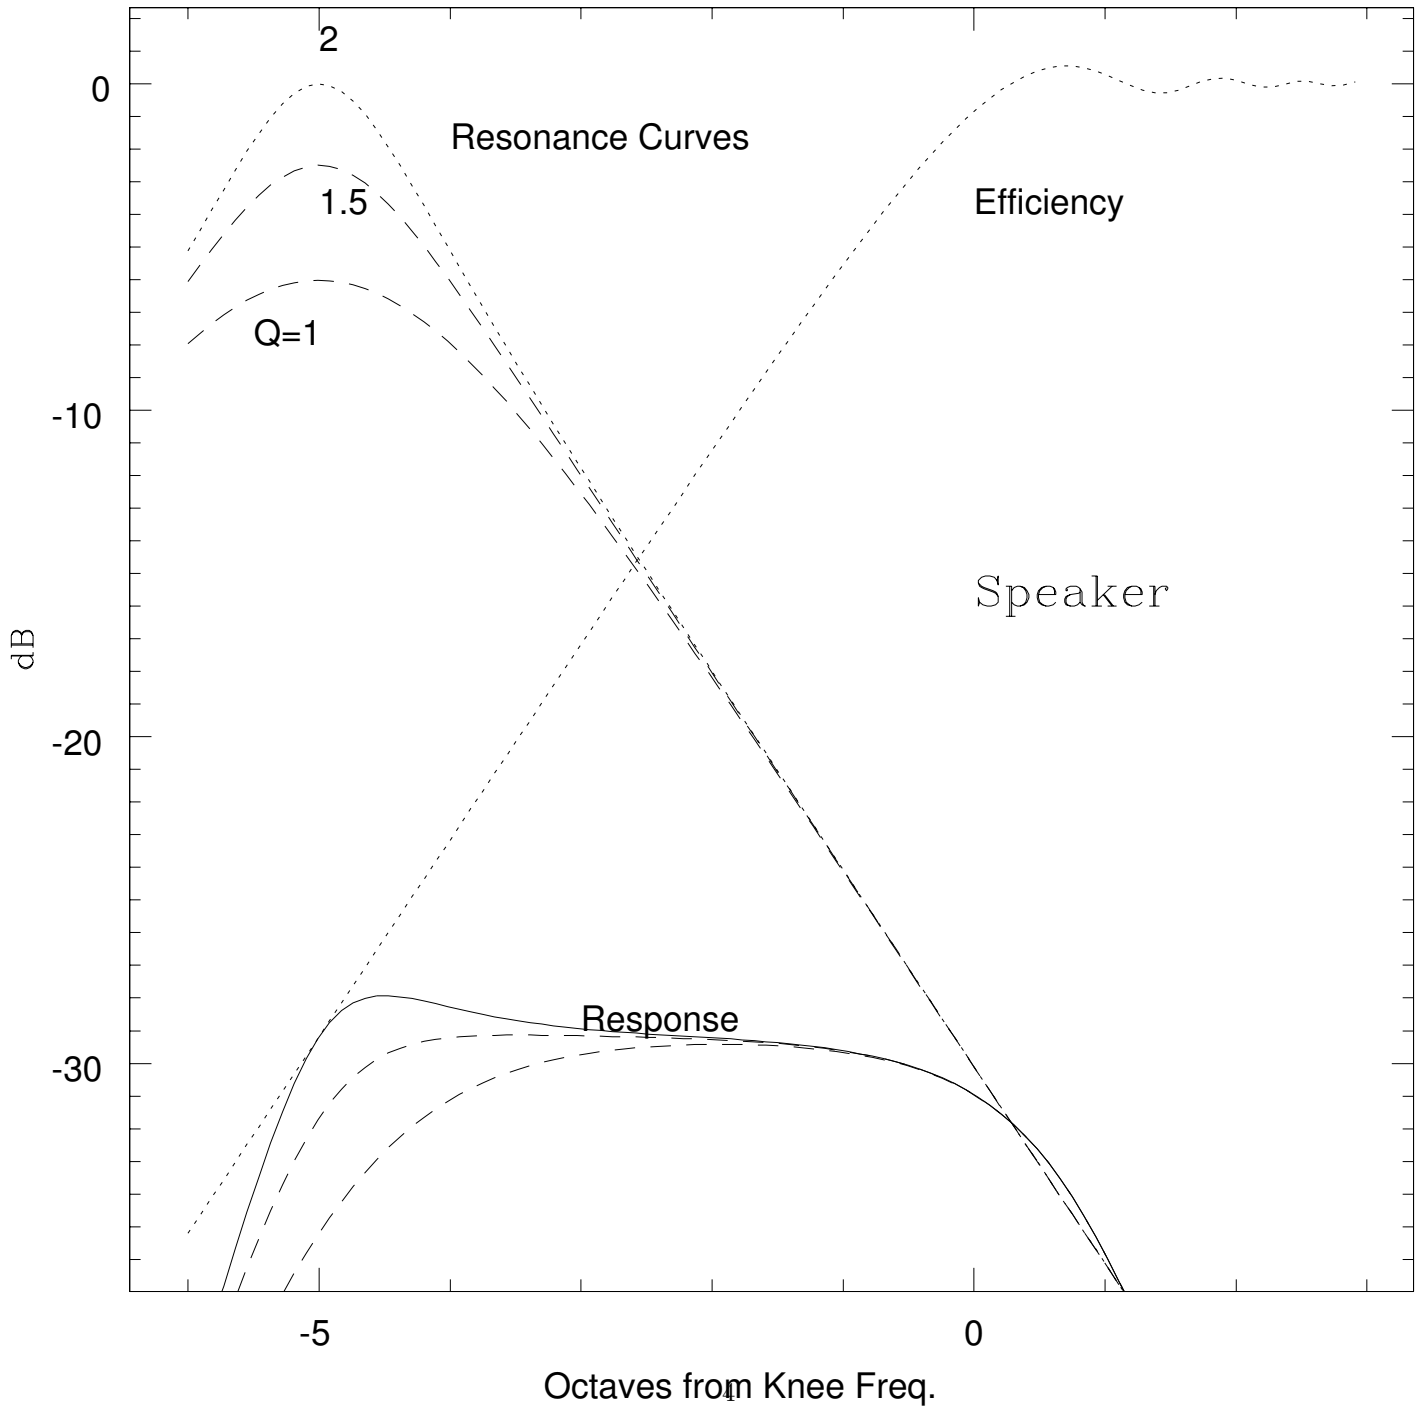 2
0
Resonance Curves
1.5
Efficiency
Q=1
-10
Speaker
dB
-20
Response
-30
-5
0
Octaves from Knee Freq.
4